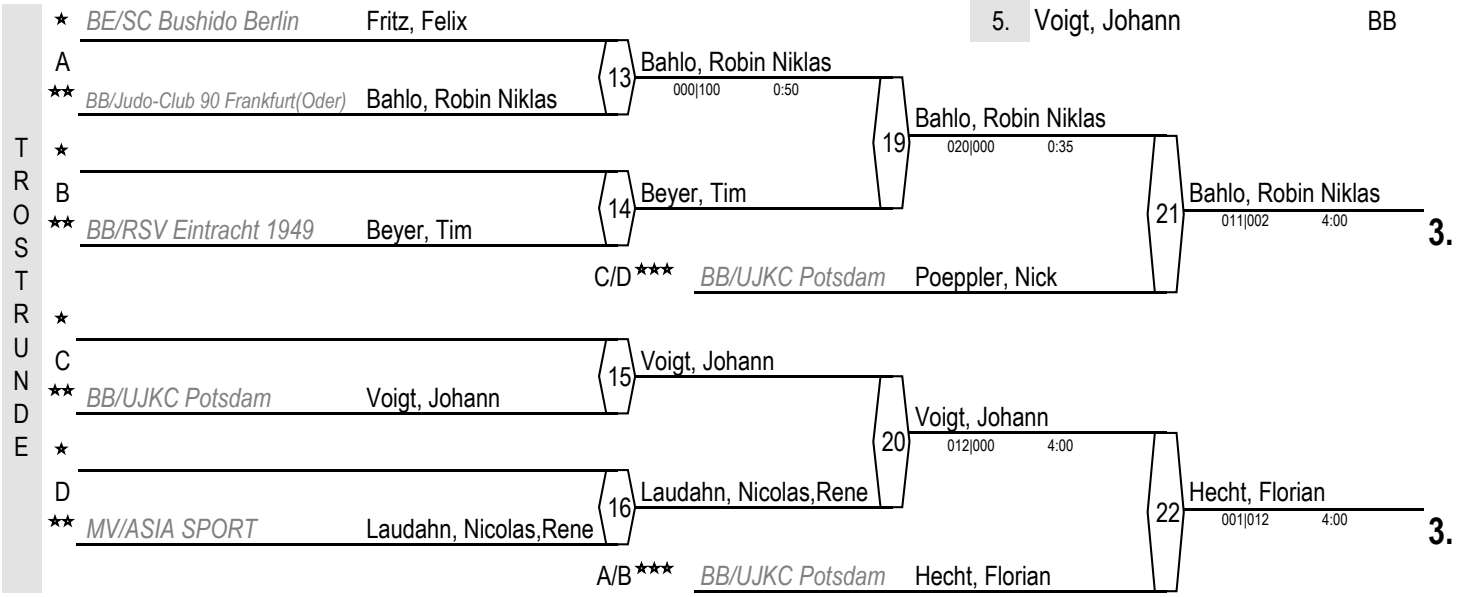 TROSTRUNDE
★ BE/SC Bushido Berlin Fritz, Felix
5. Voigt, Johann BB
A
13 Bahlo, Robin Niklas
000|100 0:50
★★ BB/Judo-Club 90 Frankfurt(Oder) Bahlo, Robin Niklas
19 Bahlo, Robin Niklas
020|000 0:35
★
B
14 Beyer, Tim
21 Bahlo, Robin Niklas
011|002 4:00
3.
★★ BB/RSV Eintracht 1949 Beyer, Tim
C/D ★★★ BB/UJKC Potsdam Poeppler, Nick
★
C
15 Voigt, Johann
★★ BB/UJKC Potsdam Voigt, Johann
20 Voigt, Johann
012|000 4:00
★
D
16 Laudahn, Nicolas,Rene
22 Hecht, Florian
001|012 4:00
3.
★★ MV/ASIA SPORT Laudahn, Nicolas,Rene
A/B ★★★ BB/UJKC Potsdam Hecht, Florian